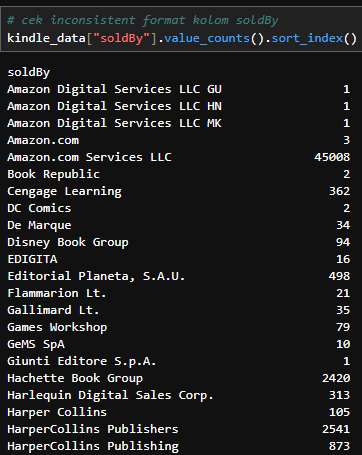 # cek inconsistent format kolom soldBy
kindle_data["soldBy"].value_counts().sort_index()
soldBy
Amazon Digital Services LLC GU 1
Amazon Digital Services LLC HN 1
Amazon Digital Services LLC MK 1
Amazon.com 3
Amazon.com Services LLC 45008
Book Republic 2
Cengage Learning 362
DC Comics 2
De Marque 34
Disney Book Group 94
EDIGITA 16
Editorial Planeta, S.A.U. 498
Flammarion Lt. 21
Gallimard Lt. 35
Games Workshop 79
GeMS SpA 10
Giunti Editore S.p.A. 1
Hachette Book Group 2420
Harlequin Digital Sales Corp. 313
Harper Collins 105
HarperCollins Publishers 2541
HarperCollins Publishing 873